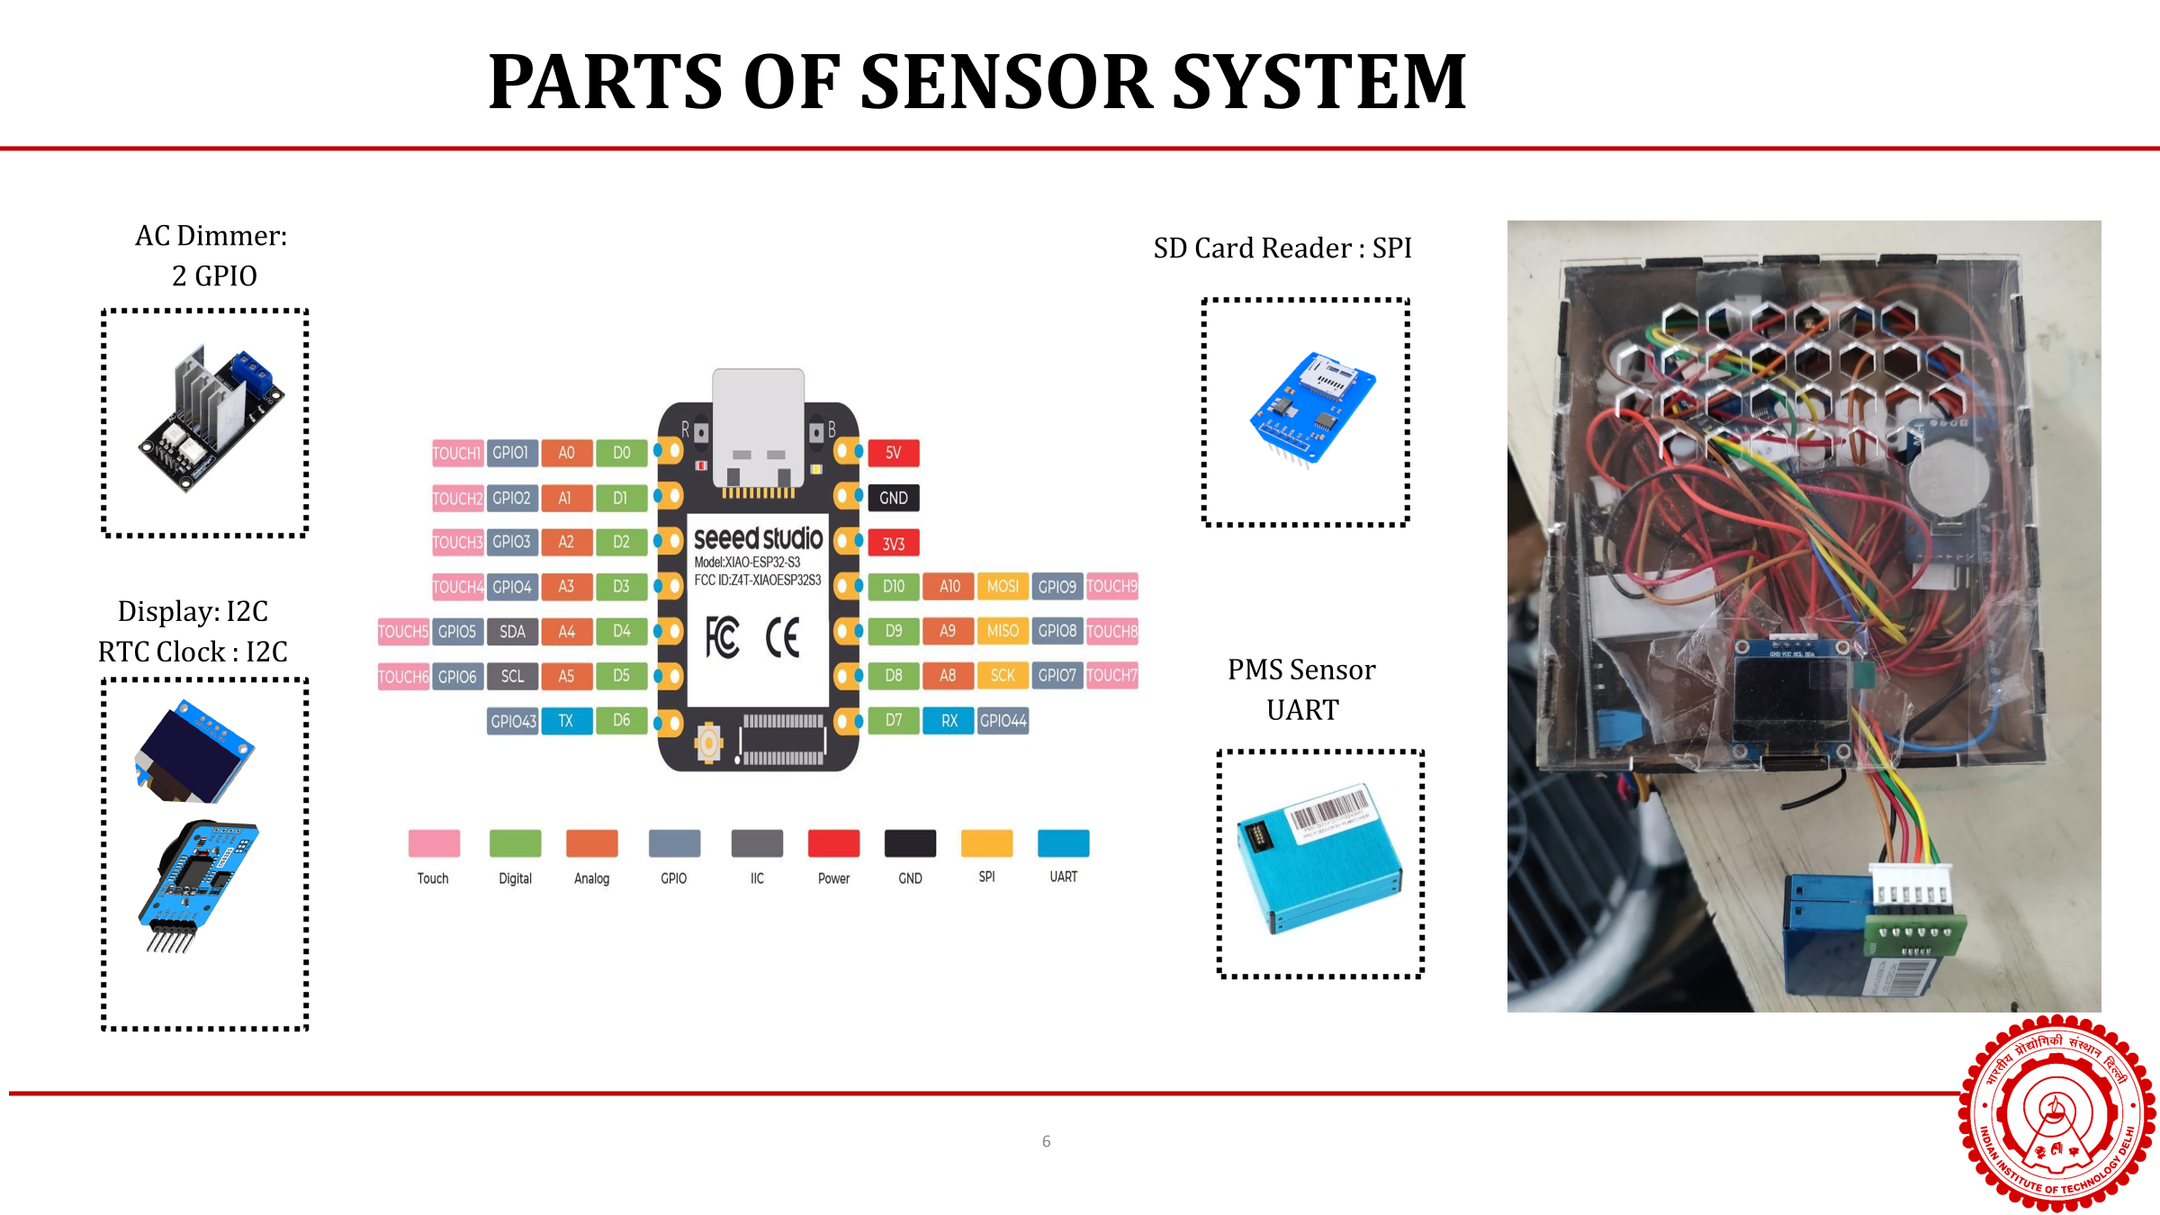 PARTS OF SENSOR SYSTEM
AC Dimmer:
2 GPIO
SD Card Reader : SPI
Display: I2C
RTC Clock : I2C
PMS Sensor
UART
R B
TOUCH1 GPIO1 A0 D0 5V
TOUCH2 GPIO2 A1 D1 GND
TOUCH3 GPIO3 A2 D2 3V3
TOUCH4 GPIO4 A3 D3 D10 A10 MOSI GPIO9 TOUCH9
TOUCH5 GPIO5 SDA A4 D4 D9 A9 MISO GPIO8 TOUCH8
TOUCH6 GPIO6 SCL A5 D5 D8 A8 SCK GPIO7 TOUCH7
GPIO43 TX D6 D7 RX GPIO44
seeed studio
Model:XIAO-ESP32-S3
FCC ID:Z4T-XIAOESP32S3
FC CE
Touch Digital Analog GPIO IIC Power GND SPI UART
GND VCC SCL SDA
6
भारतीय प्रौद्योगिकी संस्थान दिल्ली
INDIAN INSTITUTE OF TECHNOLOGY DELHI